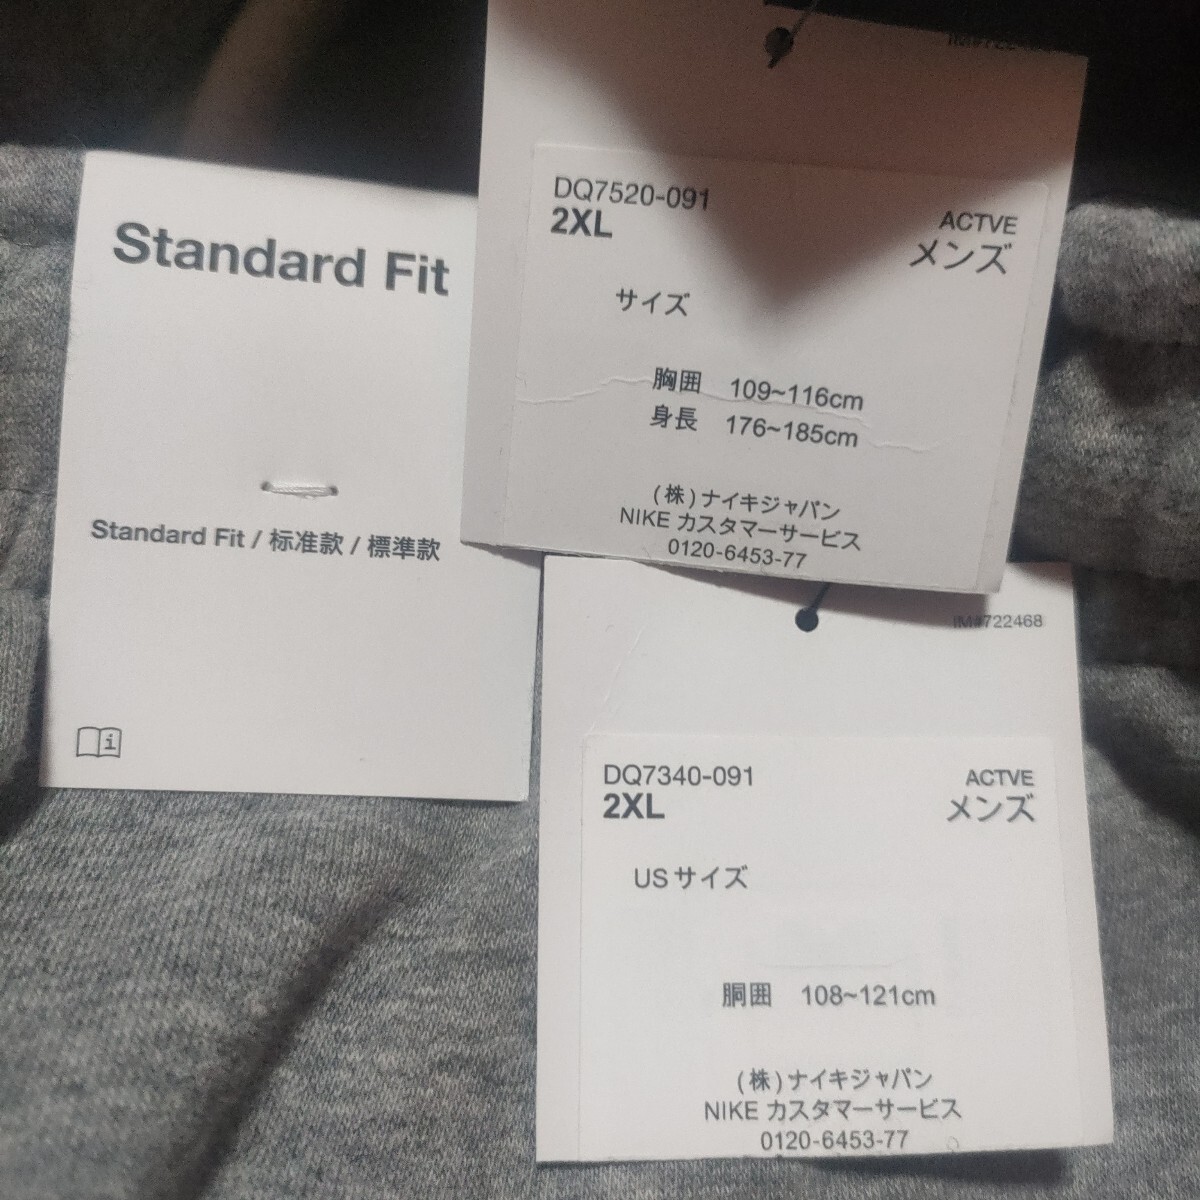 Standard Fit
Standard Fit / 标准款 / 標準款
i
DQ7520-091
2XL
ACTVE
メンズ
サイズ
胸囲 109~116cm
身長 176~185cm
(株)ナイキジャパン
NIKE カスタマーサービス
0120-6453-77
IM#722468
DQ7340-091
2XL
ACTVE
メンズ
USサイズ
胴囲 108~121cm
(株)ナイキジャパン
NIKE カスタマーサービス
0120-6453-77